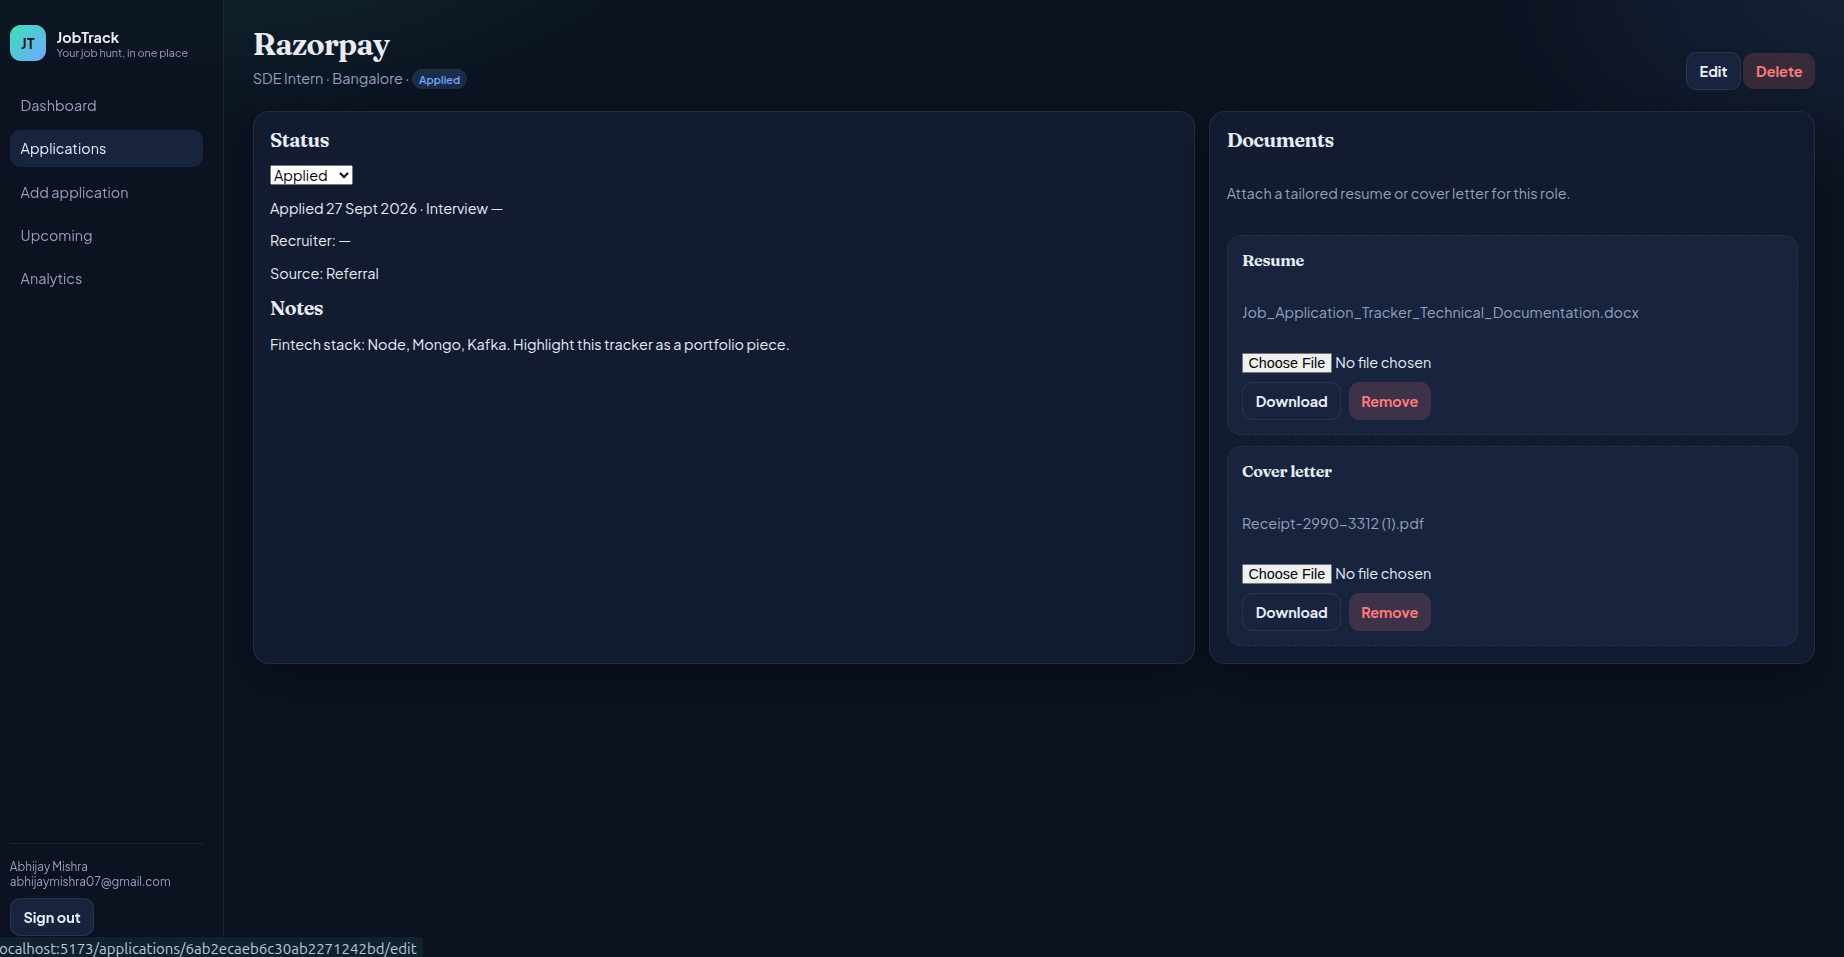 JT
JobTrack
Your job hunt, in one place
Dashboard
Applications
Add application
Upcoming
Analytics
Abhijay Mishra
abhijaymishra07@gmail.com
Sign out
Razorpay
SDE Intern · Bangalore · Applied
Edit
Delete
Status
Applied
Applied 27 Sept 2026 · Interview —
Recruiter: —
Source: Referral
Notes
Fintech stack: Node, Mongo, Kafka. Highlight this tracker as a portfolio piece.
Documents
Attach a tailored resume or cover letter for this role.
Resume
Job_Application_Tracker_Technical_Documentation.docx
Choose File No file chosen
Download Remove
Cover letter
Receipt-2990-3312 (1).pdf
Choose File No file chosen
Download Remove
ocalhost:5173/applications/6ab2ecaeb6c30ab2271242bd/edit